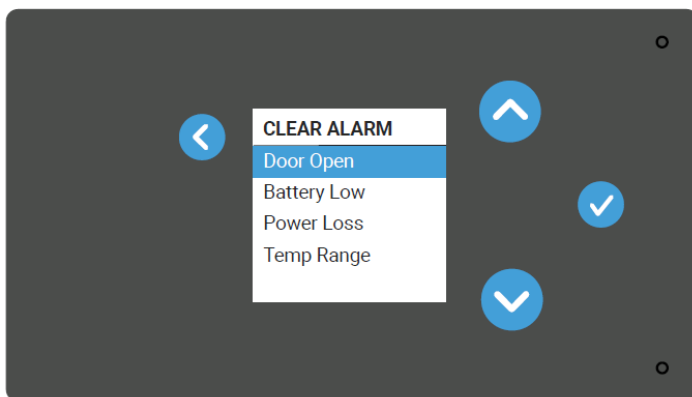 CLEAR ALARM
Door Open
Battery Low
Power Loss
Temp Range